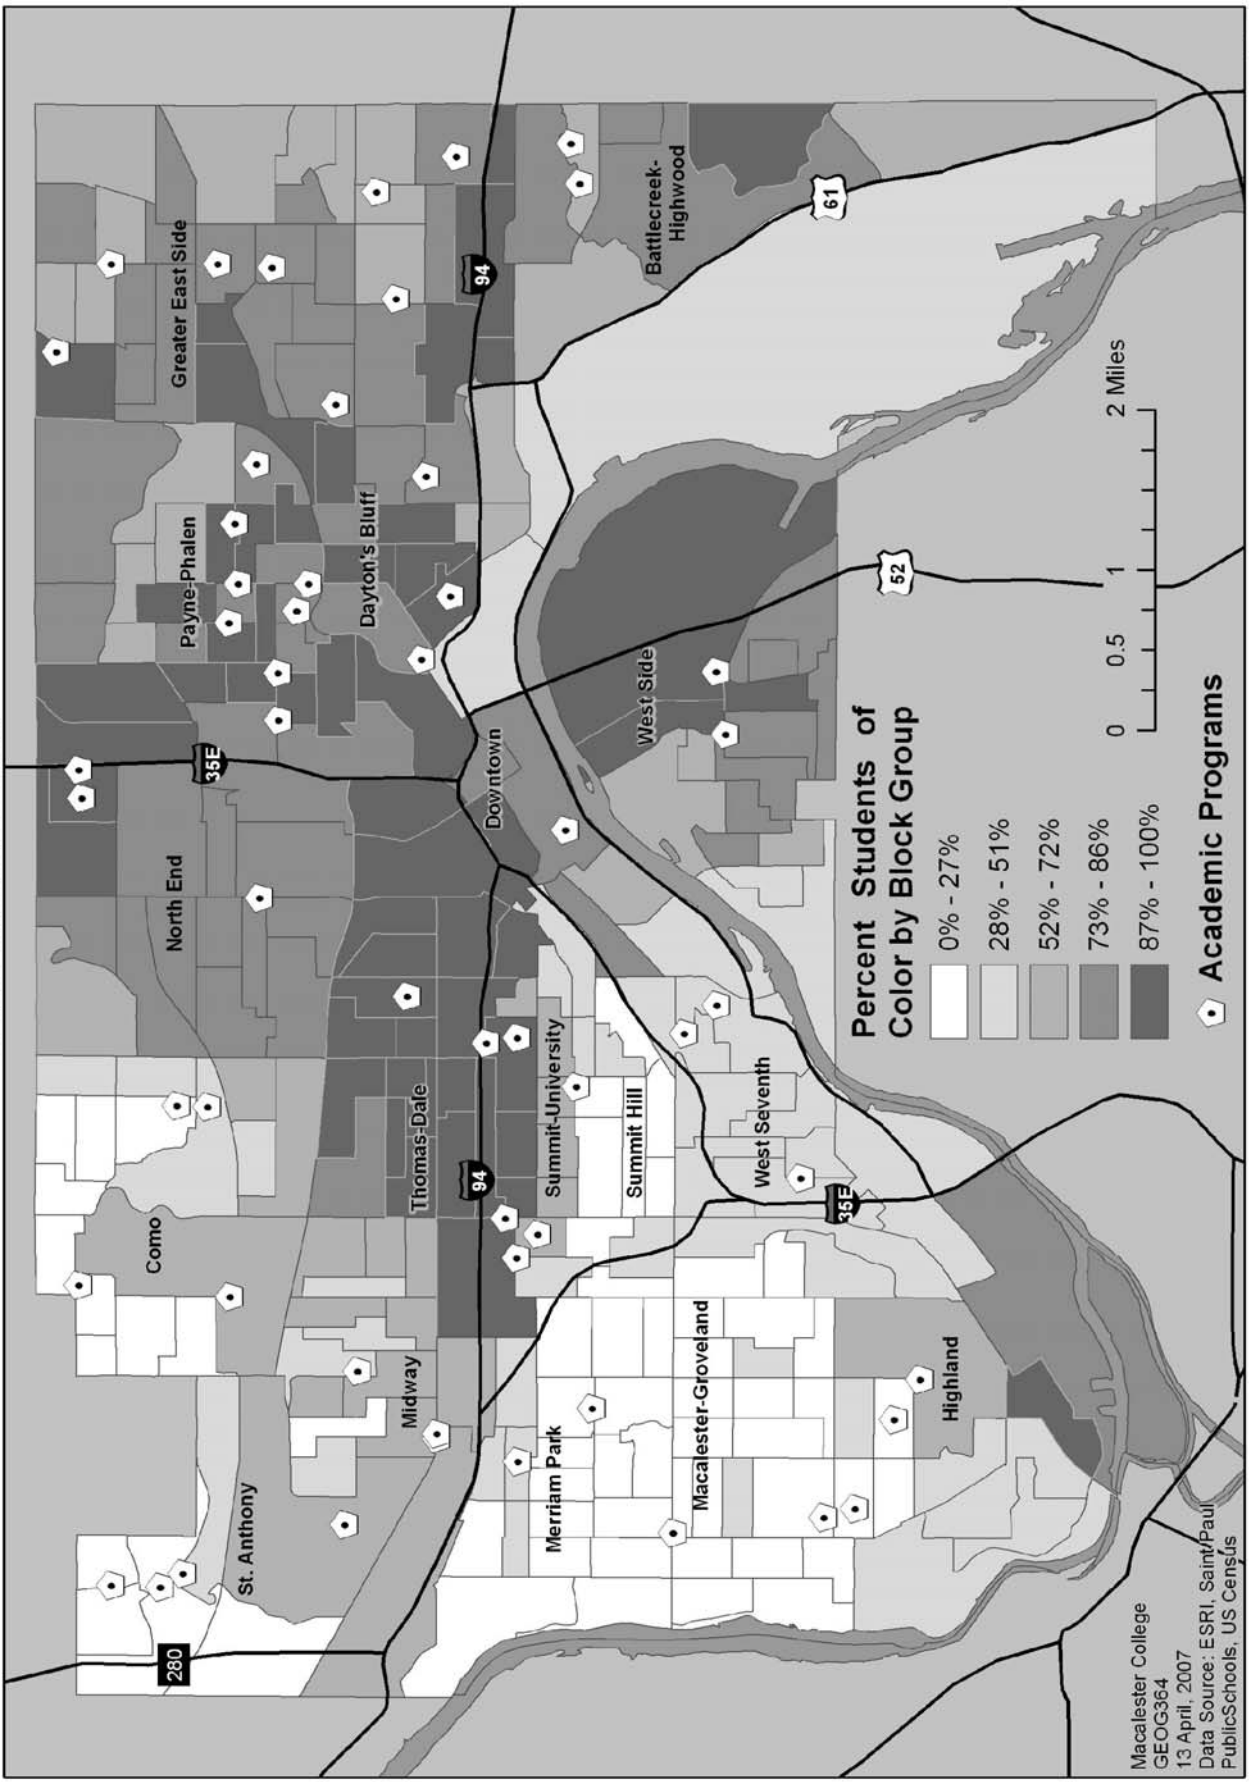 St. Anthony
Como
North End
Payne-Phalen
Greater East Side
280
35E
Midway
Thomas-Dale
Dayton's Bluff
94
94
Merriam Park
Summit-University
Downtown
Summit Hill
West Side
Battlecreek-
Highwood
Macalester-Groveland
West Seventh
61
35E
52
Highland
Percent Students of
Color by Block Group
0% - 27%
28% - 51%
52% - 72%
73% - 86%
87% - 100%
Academic Programs
0 0.5 1 2 Miles
Macalester College
GEOG364
13 April, 2007
Data Source: ESRI, Saint Paul
PublicSchools, US Census